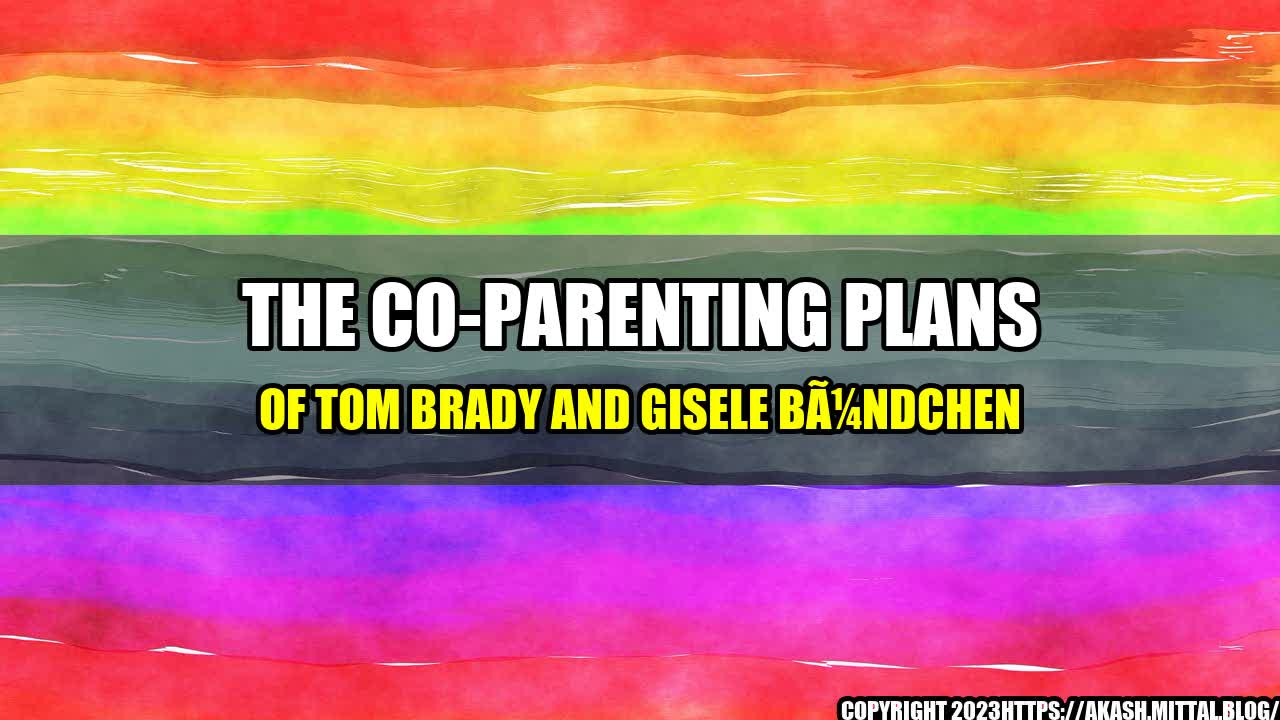 THE CO-PARENTING PLANS
OF TOM BRADY AND GISELE BÃ¼NDCHEN
COPYRIGHT 2023HTTPS://AKASH.MITTAL.BLOG/